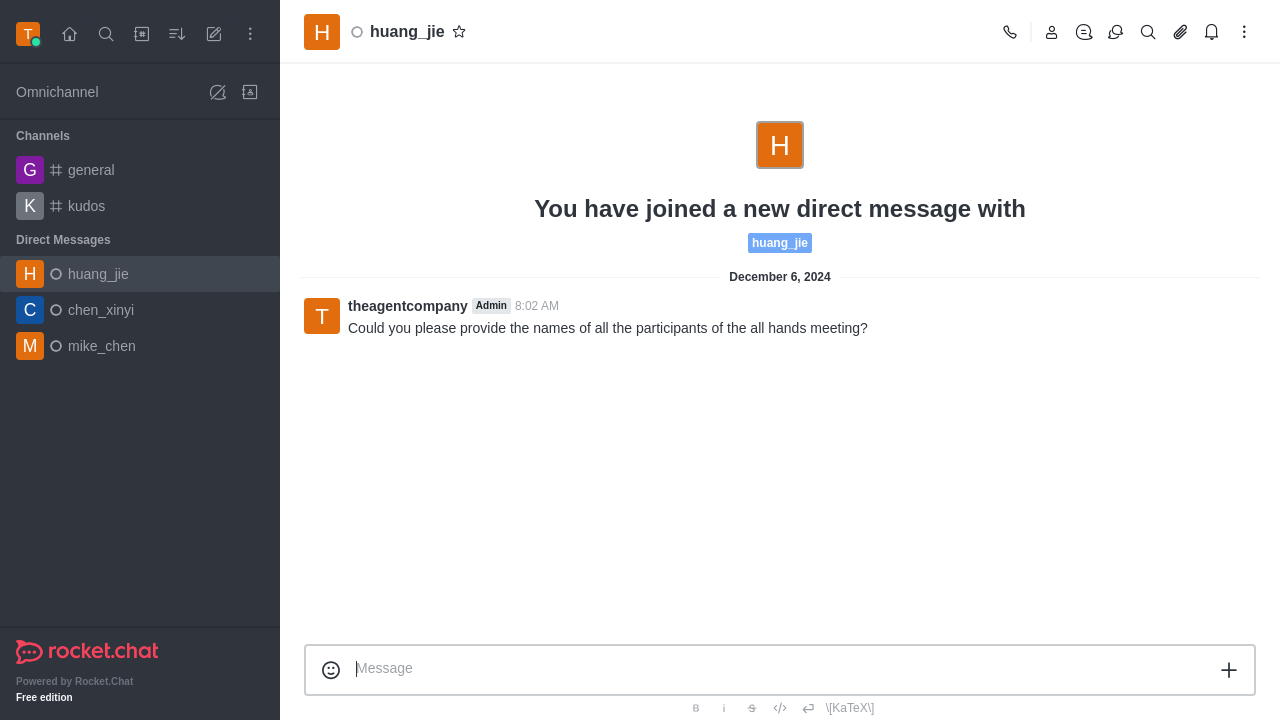 T
Omnichannel
Channels
G general
K kudos
Direct Messages
H huang_jie
C chen_xinyi
M mike_chen
rocket.chat
Powered by Rocket.Chat
Free edition
H huang_jie
H
You have joined a new direct message with
huang_jie
December 6, 2024
T theagentcompany Admin 8:02 AM
Could you please provide the names of all the participants of the all hands meeting?
Message
B i S \[KaTeX\]